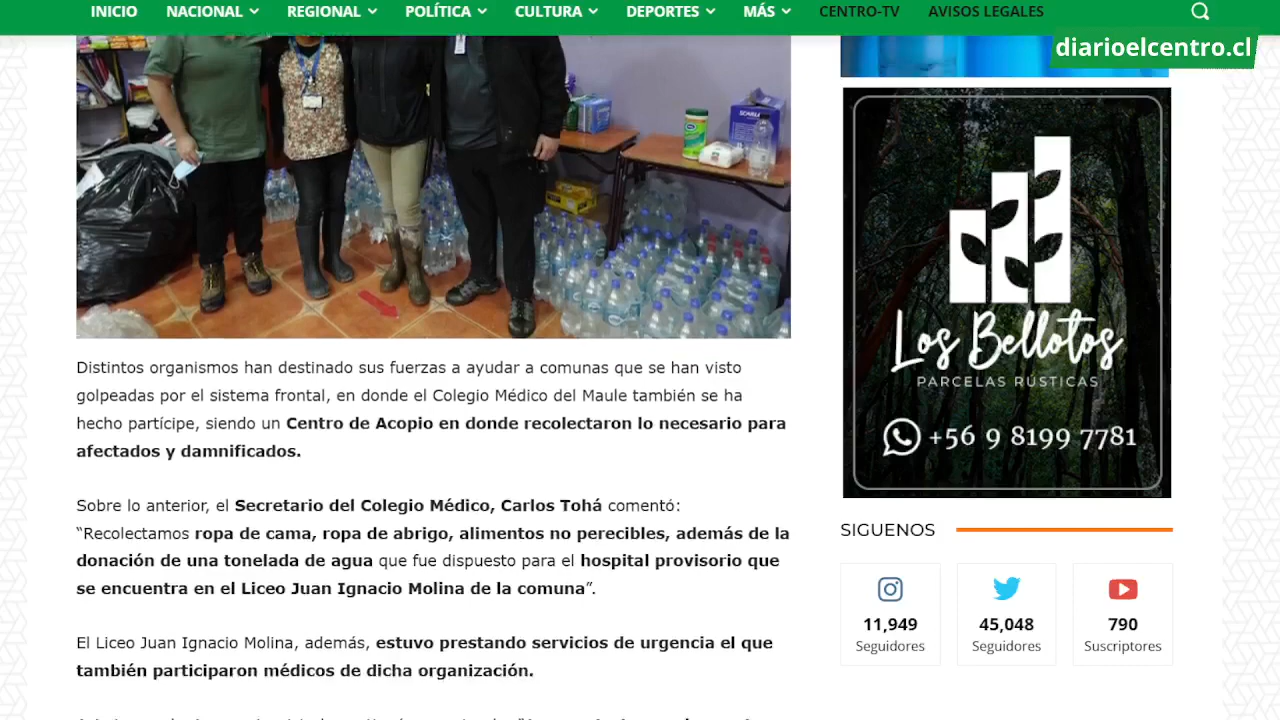 INICIO NACIONAL REGIONAL POLÍTICA CULTURA DEPORTES MÁS CENTRO-TV AVISOS LEGALES
diarioelcentro.cl
Distintos organismos han destinado sus fuerzas a ayudar a comunas que se han visto
golpeadas por el sistema frontal, en donde el Colegio Médico del Maule también se ha
hecho partícipe, siendo un Centro de Acopio en donde recolectaron lo necesario para
afectados y damnificados.
Sobre lo anterior, el Secretario del Colegio Médico, Carlos Tohá comentó:
“Recolectamos ropa de cama, ropa de abrigo, alimentos no perecibles, además de la
donación de una tonelada de agua que fue dispuesto para el hospital provisorio que
se encuentra en el Liceo Juan Ignacio Molina de la comuna”.
El Liceo Juan Ignacio Molina, además, estuvo prestando servicios de urgencia el que
también participaron médicos de dicha organización.
Los Bellotos
PARCELAS RÚSTICAS
+56 9 8199 7781
SIGUENOS
11,949 45,048 790
Seguidores Seguidores Suscriptores